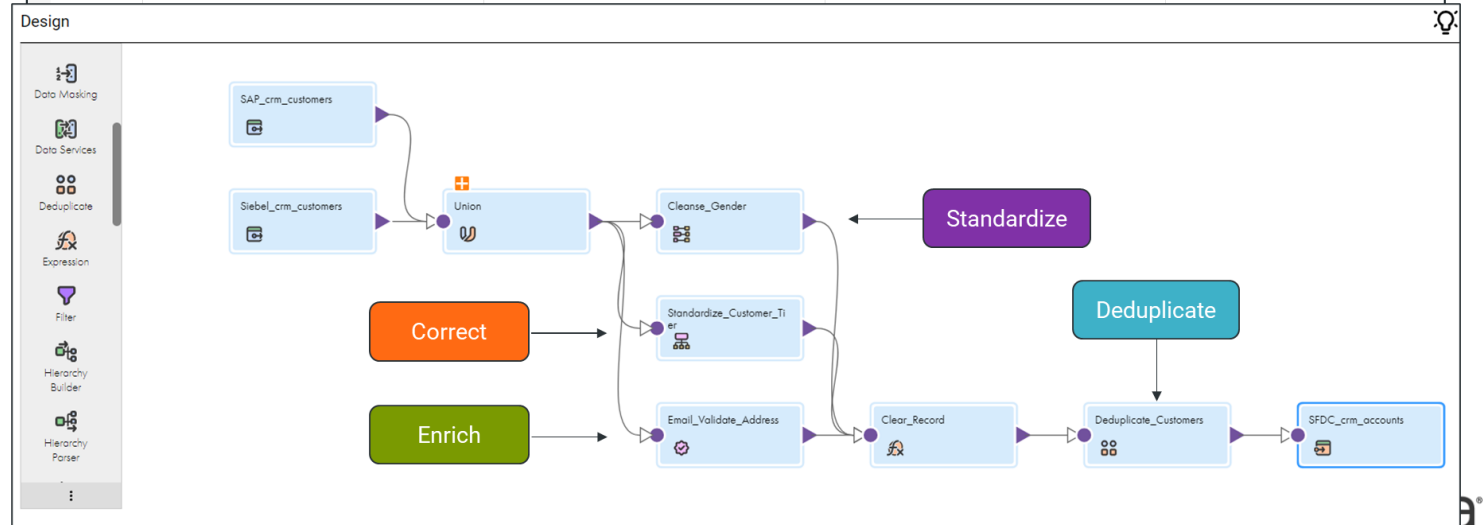 Design
Data Masking
Data Services
Deduplicate
Expression
Filter
Hierarchy
Builder
Hierarchy
Parser
SAP_crm_customers
Siebel_crm_customers
Union
Cleanse_Gender
Standardize
Correct
Standardize_Customer_Ti
er
Deduplicate
Enrich
Email_Validate_Address
Clear_Record
Deduplicate_Customers
SFDC_crm_accounts